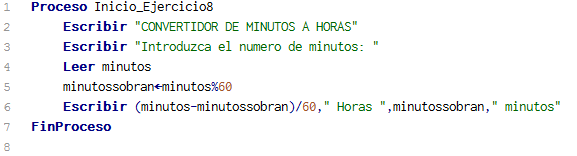 1 Proceso Inicio_Ejercicio8
2 Escribir "CONVERTIDOR DE MINUTOS A HORAS"
3 Escribir "Introduzca el numero de minutos: "
4 Leer minutos
5 minutossobran←minutos%60
6 Escribir (minutos-minutossobran)/60," Horas ",minutossobran," minutos"
7 FinProceso
8